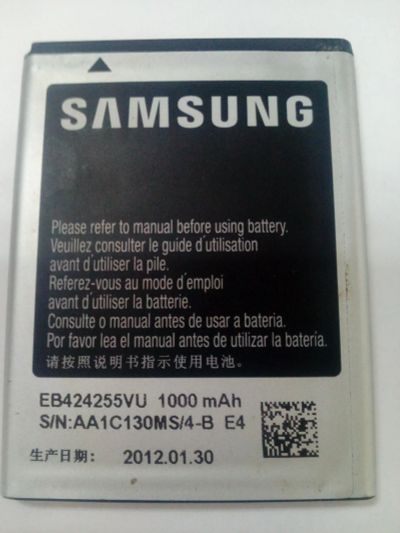 SAMSUNG
Please refer to manual before using battery.
Veuillez consulter le guide d'utilisation
avant d'utiliser la pile.
Referez-vous au mode d'emploi
avant d'utiliser la batterie.
Consulte o manual antes de usar a bateria.
Por favor lea el manual antes de utilizar la batería.
请按照说明书指示使用电池。
EB424255VU 1000 mAh
S/N:AA1C130MS/4-B E4
生产日期: 2012.01.30